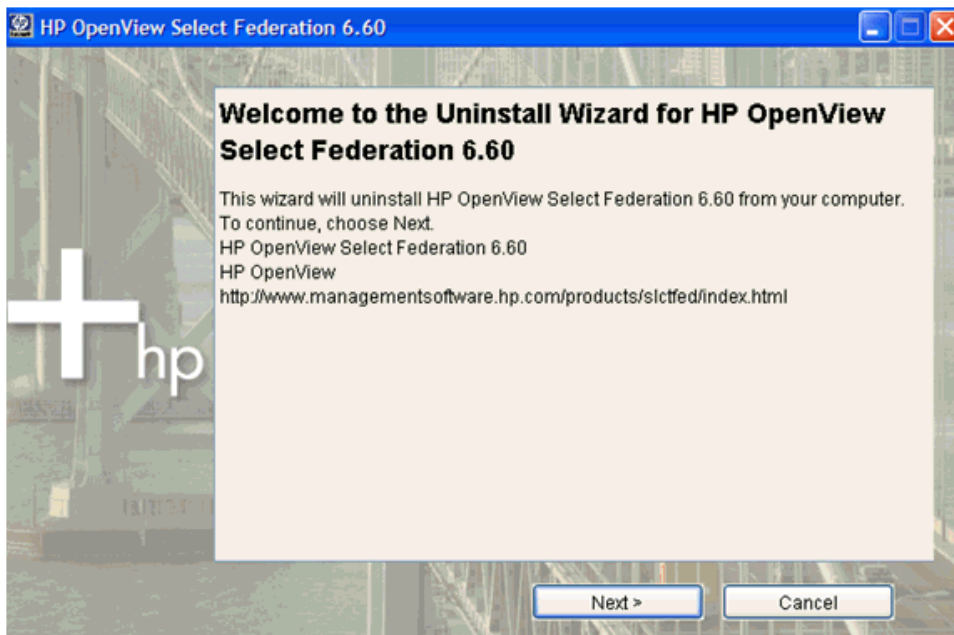 HP OpenView Select Federation 6.60
Welcome to the Uninstall Wizard for HP OpenView
Select Federation 6.60
This wizard will uninstall HP OpenView Select Federation 6.60 from your computer.
To continue, choose Next.
HP OpenView Select Federation 6.60
HP OpenView
http://www.managementsoftware.hp.com/products/slctfed/index.html
hp
Next >
Cancel